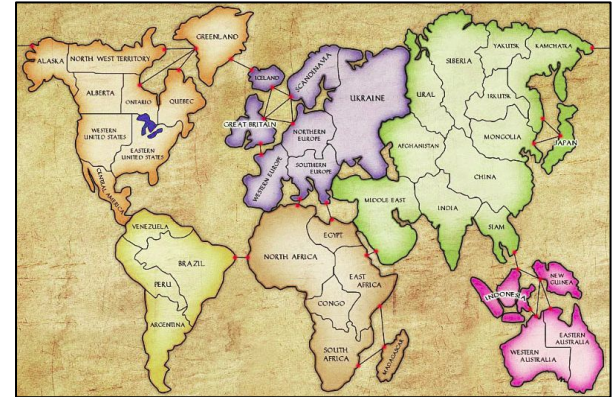 GREENLAND
ALASKA
NORTH WEST TERRITORY
ALBERTA
ONTARIO
QUEBEC
WESTERN
UNITED STATES
EASTERN
UNITED STATES
CENTRAL AMERICA
VENEZUELA
BRAZIL
PERU
ARGENTINA
ICELAND
SCANDINAVIA
GREAT BRITAIN
UKRAINE
NORTHERN
EUROPE
WESTERN EUROPE
SOUTHERN
EUROPE
NORTH AFRICA
EGYPT
EAST
AFRICA
CONGO
SOUTH
AFRICA
MADAGASCAR
SIBERIA
YAKUTSK
KAMCHATKA
URAL
IRKUTSK
MONGOLIA
JAPAN
AFGHANISTAN
CHINA
MIDDLE EAST
INDIA
SIAM
INDONESIA
NEW
GUINEA
WESTERN
AUSTRALIA
EASTERN
AUSTRALIA